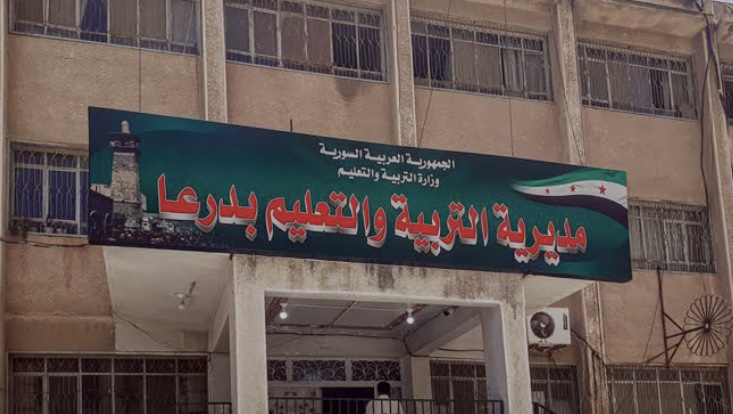 الجمهورية العربية السورية
وزارة التربية والتعليم
مديرية التربية والتعليم بدرعا